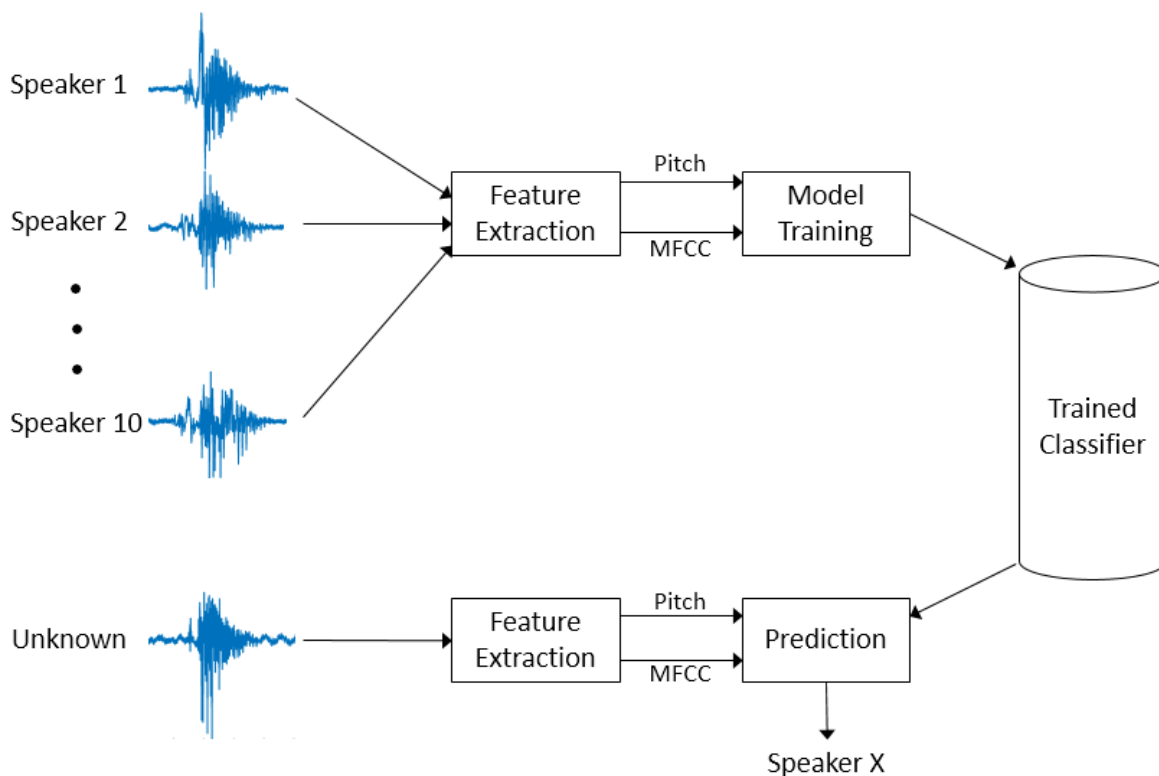 Speaker 1
Speaker 2
Speaker 10
Feature
Extraction
Pitch
MFCC
Model
Training
Trained
Classifier
Unknown
Feature
Extraction
Pitch
MFCC
Prediction
Speaker X